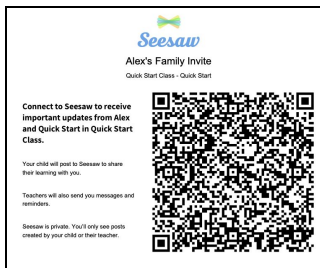 Seesaw
Alex's Family Invite
Quick Start Class - Quick Start
Connect to Seesaw to receive
important updates from Alex
and Quick Start in Quick Start
Class.
Your child will post to Seesaw to share
their learning with you.
Teachers will also send you messages and
reminders.
Seesaw is private. You'll only see posts
created by your child or their teacher.